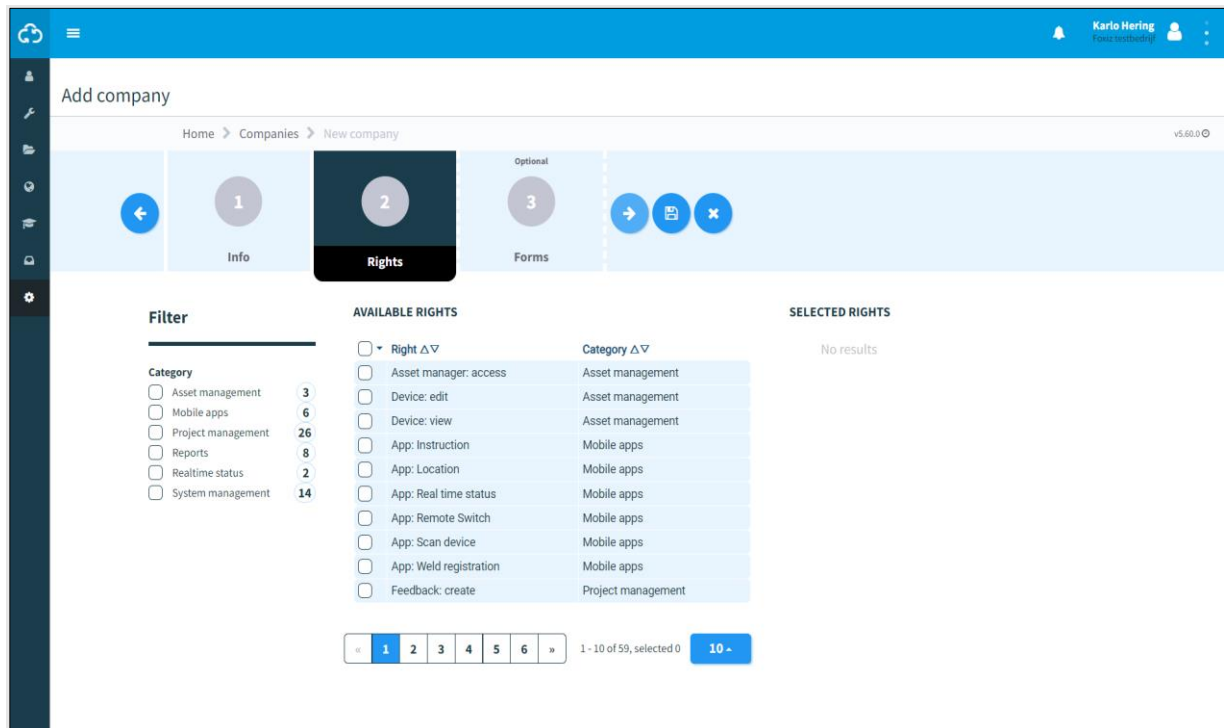 Karlo Hering
Foxiz testbedrijf
Add company
Home Companies New company
v5.60.0
1
Info
2
Rights
Optional
3
Forms
Filter
Category
Asset management 3
Mobile apps 6
Project management 26
Reports 8
Realtime status 2
System management 14
AVAILABLE RIGHTS
Right Category
Asset manager: access Asset management
Device: edit Asset management
Device: view Asset management
App: Instruction Mobile apps
App: Location Mobile apps
App: Real time status Mobile apps
App: Remote Switch Mobile apps
App: Scan device Mobile apps
App: Weld registration Mobile apps
Feedback: create Project management
« 1 2 3 4 5 6 » 1 - 10 of 59, selected 0 10
SELECTED RIGHTS
No results